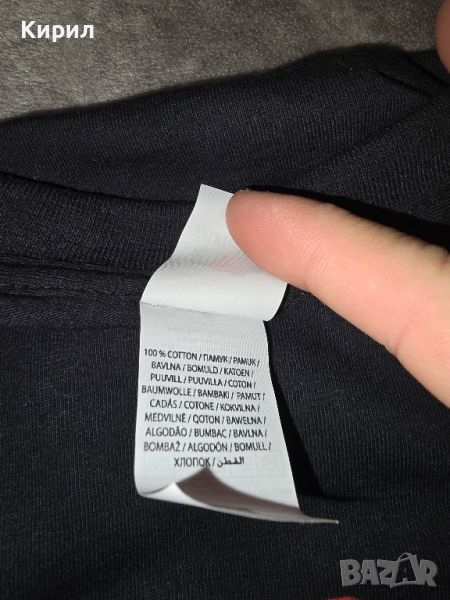 Кирил
100 % COTTON / ПАМУК / PAMUK /
BAVLNA / BOMULD / KATOEN /
PUUVILL / PUUVILLA / COTON /
BAUMWOLLE / BAMBAKI / PAMUT /
CADÁS / COTONE / KOKVILNA /
MEDVILNĖ / QOTON / BAWEŁNA /
ALGODÃO / BUMBAC / BAVLNA /
BOMBAŽ / ALGODÓN / BOMULL /
ХЛОПОК / القطن
BAZAR